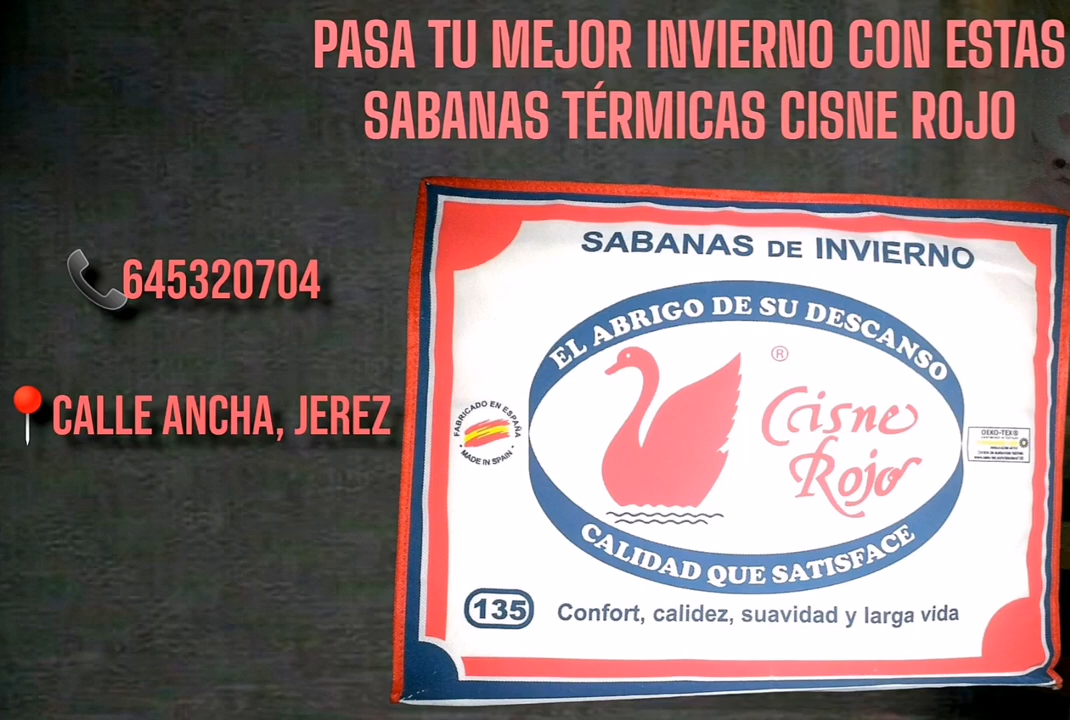 PASA TU MEJOR INVIERNO CON ESTAS
SABANAS TÉRMICAS CISNE ROJO
645320704
CALLE ANCHA, JEREZ
SABANAS DE INVIERNO
EL ABRIGO DE SU DESCANSO
®
Cisne
Rojo
CALIDAD QUE SATISFACE
FABRICADO EN ESPAÑA
MADE IN SPAIN
OEKO-TEX®
135
Confort, calidez, suavidad y larga vida